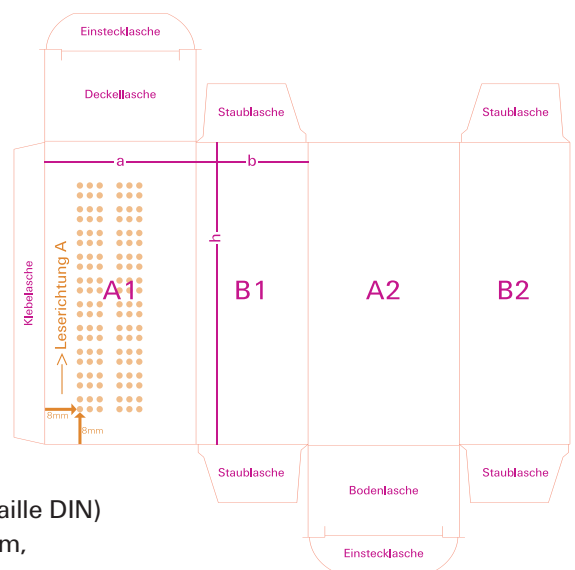 Einstecklasche
Deckellasche
Staublasche
Staublasche
a
b
h
Klebelasche
—> Leserichtung A
A1
B1
A2
B2
8mm
8mm
Staublasche
Bodenlasche
Staublasche
aille DIN)
m,
Einstecklasche